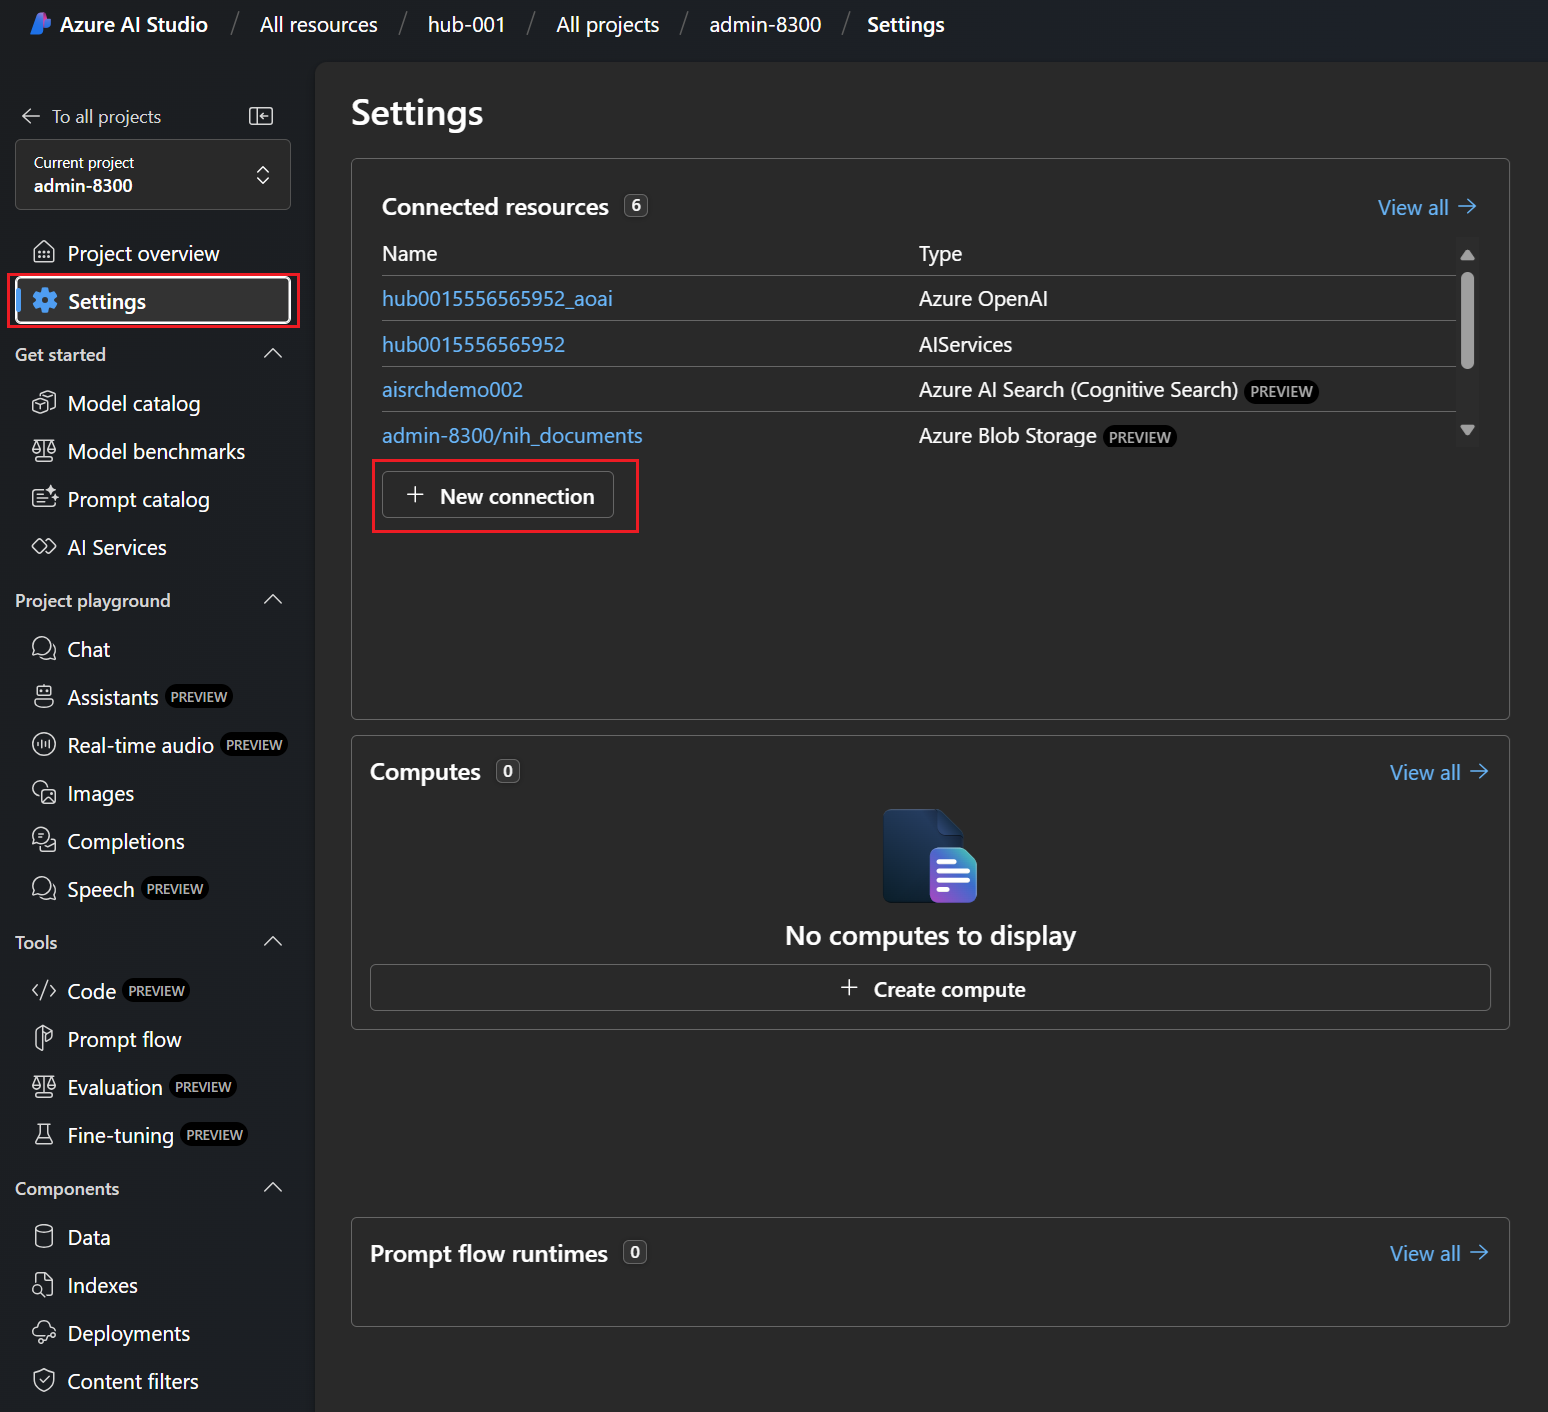 Azure AI Studio / All resources / hub-001 / All projects / admin-8300 / Settings
To all projects
Current project
admin-8300
Project overview
Settings
Get started
Model catalog
Model benchmarks
Prompt catalog
AI Services
Project playground
Chat
Assistants PREVIEW
Real-time audio PREVIEW
Images
Completions
Speech PREVIEW
Tools
Code PREVIEW
Prompt flow
Evaluation PREVIEW
Fine-tuning PREVIEW
Components
Data
Indexes
Deployments
Content filters
Settings
Connected resources 6 View all
Name Type
hub0015556565952_aoai Azure OpenAI
hub0015556565952 AIServices
aisrchdemo002 Azure AI Search (Cognitive Search) PREVIEW
admin-8300/nih_documents Azure Blob Storage PREVIEW
New connection
Computes 0 View all
No computes to display
Create compute
Prompt flow runtimes 0 View all